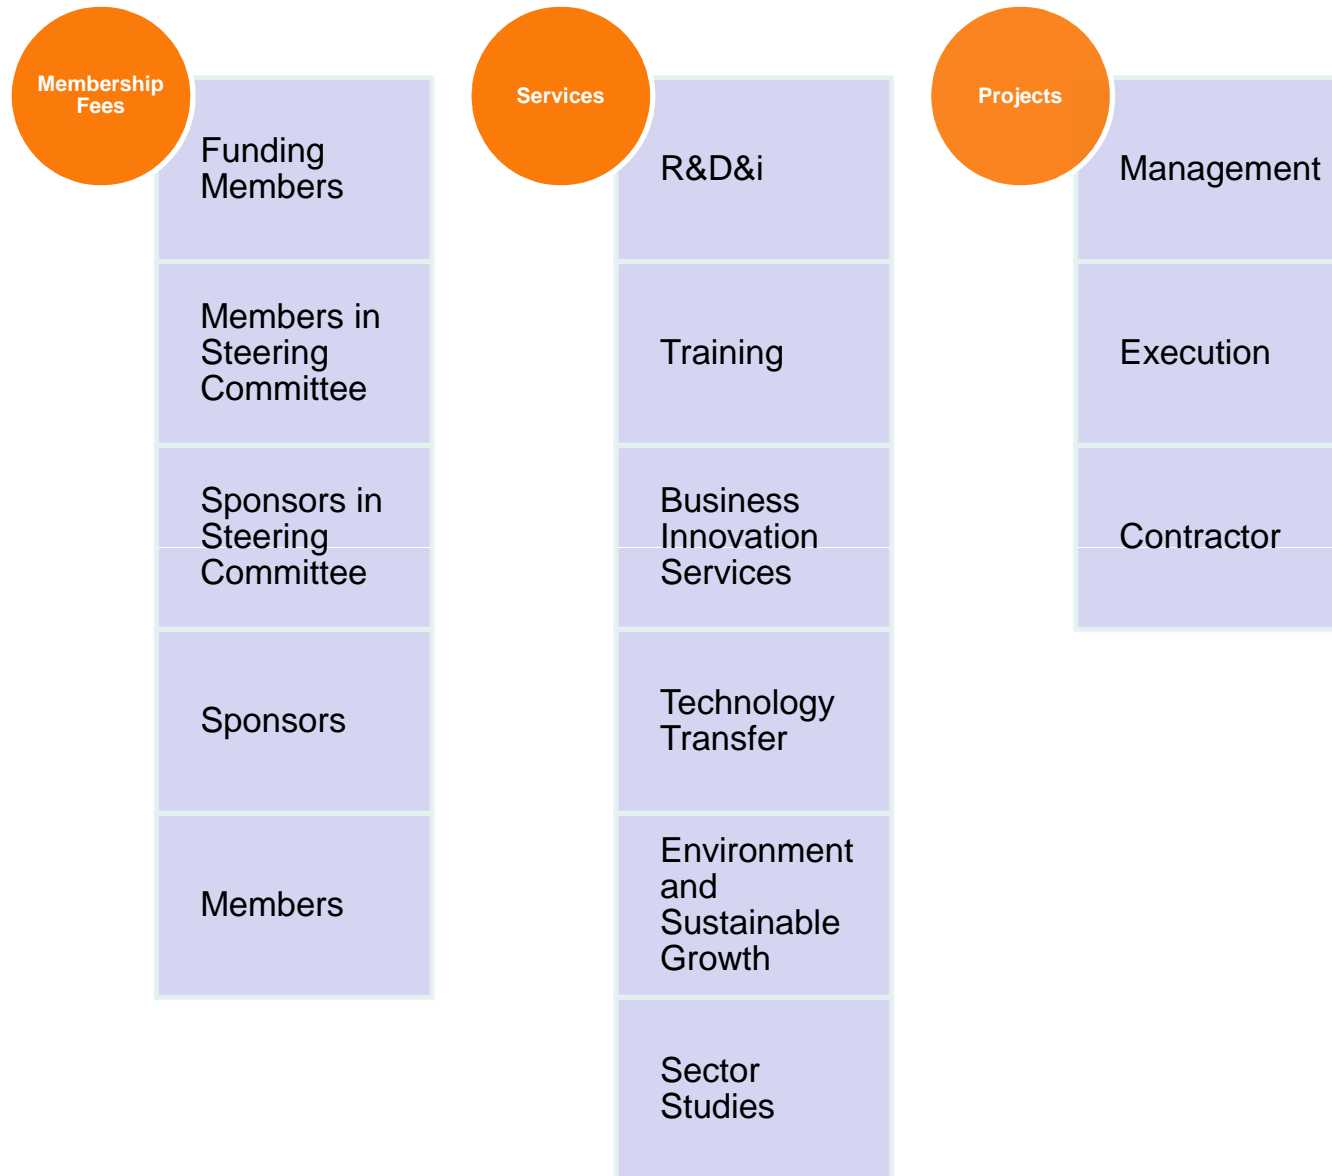 Membership
Fees
Funding
Members
Members in
Steering
Committee
Sponsors in
Steering
Committee
Sponsors
Members
Services
R&D&i
Training
Business
Innovation
Services
Technology
Transfer
Environment
and
Sustainable
Growth
Sector
Studies
Projects
Management
Execution
Contractor